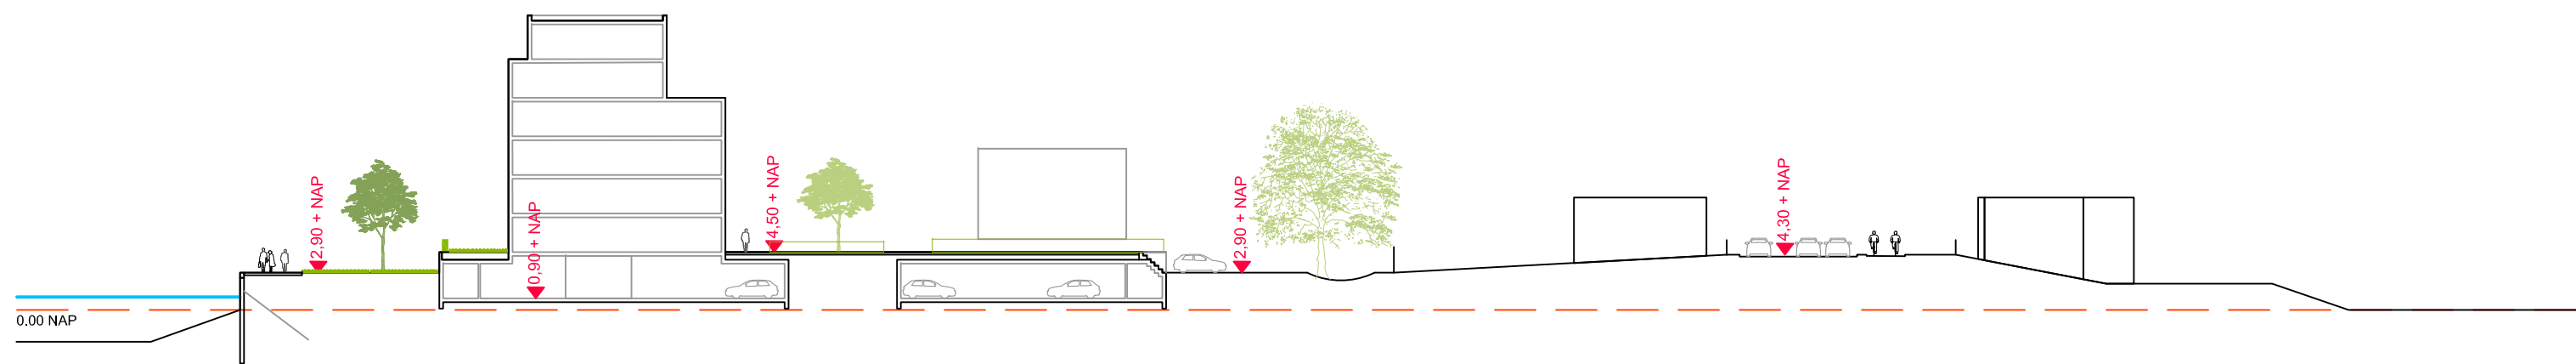 2,90 + NAP
0,90 + NAP
4,50 + NAP
2,90 + NAP
4,30 + NAP
0.00 NAP